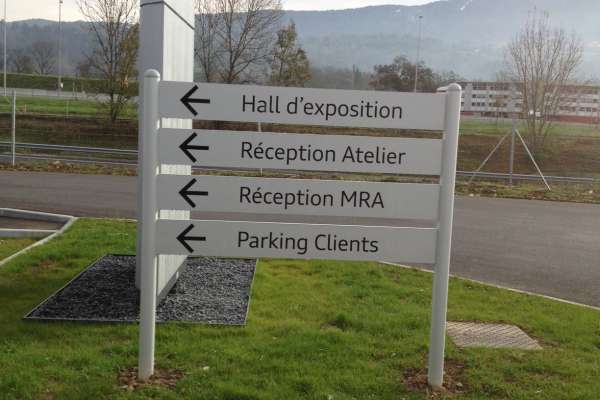 ← Hall d'exposition
← Réception Atelier
← Réception MRA
← Parking Clients